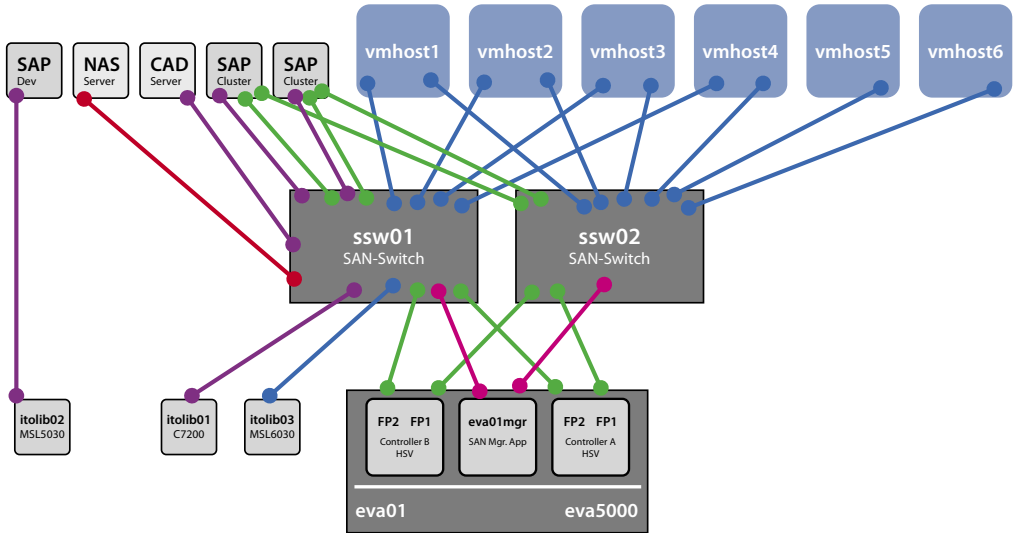 SAP
Dev
NAS
Server
CAD
Server
SAP
Cluster
SAP
Cluster
vmhost1
vmhost2
vmhost3
vmhost4
vmhost5
vmhost6
ssw01
SAN-Switch
ssw02
SAN-Switch
itolib02
MSL5030
itolib01
C7200
itolib03
MSL6030
FP2 FP1
Controller B
HSV
eva01mgr
SAN Mgr. App
FP2 FP1
Controller A
HSV
eva01
eva5000